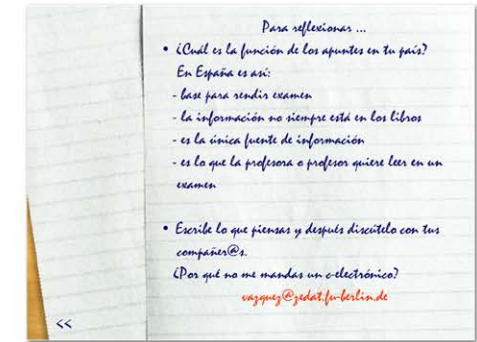 Para reflexionar ...
• ¿Cuál es la función de los apuntes en tu país?
En España es así:
- base para rendir examen
- la información no siempre está en los libros
- es la única fuente de información
- es lo que la profesora o profesor quiere leer en un
examen
• Escribe lo que piensas y después discútelo con tus
compañer@s.
¿Por qué no me mandas un c-electrónico?
vazquez@zedat.fu-berlin.de
<<